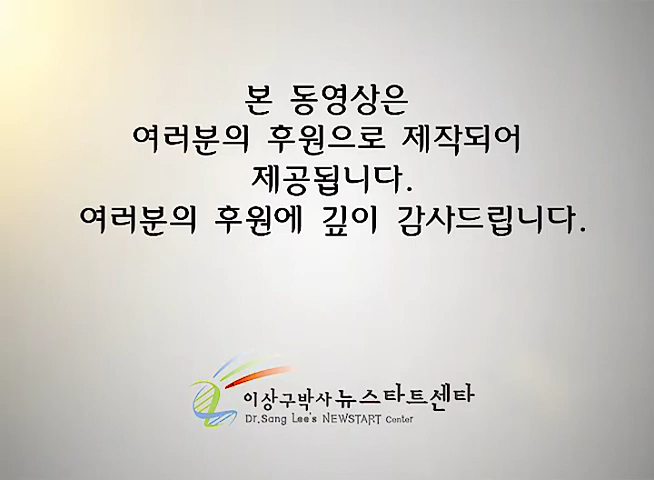 본 동영상은
여러분의 후원으로 제작되어
제공됩니다.
여러분의 후원에 깊이 감사드립니다.
이상구박사 뉴스타트센타
Dr.Sang Lee's NEWSTART Center